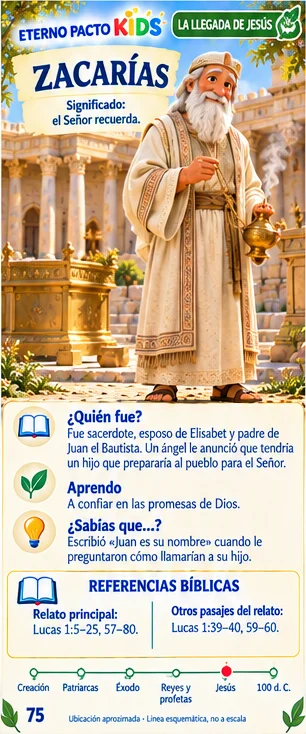 ETERNO PACTO KIDS
LA LLEGADA DE JESÚS
ZACARÍAS
Significado:
el Señor recuerda.
¿Quién fue?
Fue sacerdote, esposo de Elisabet y padre de
Juan el Bautista. Un ángel le anunció que tendría
un hijo que prepararía al pueblo para el Señor.
Aprendo
A confiar en las promesas de Dios.
¿Sabías que...?
Escribió «Juan es su nombre» cuando le
preguntaron cómo llamarían a su hijo.
REFERENCIAS BÍBLICAS
Relato principal:
Lucas 1:5–25, 57–80.
Otros pasajes del relato:
Lucas 1:39–40, 59–60.
Creación
Patriarcas
Éxodo
Reyes y
profetas
Jesús
100 d. C.
75
Ubicación aproximada · Línea esquemática, no a escala